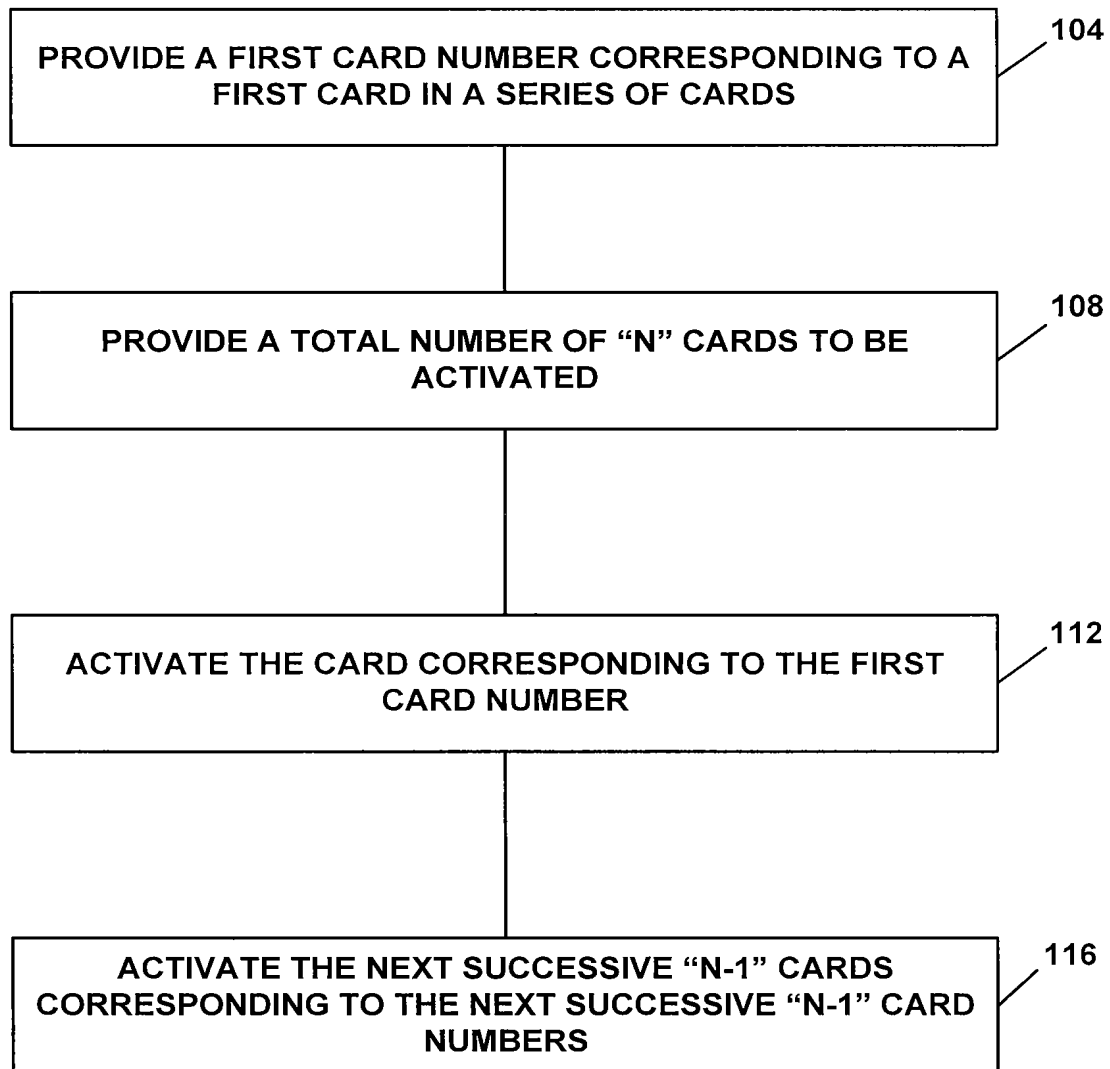 PROVIDE A FIRST CARD NUMBER CORRESPONDING TO A
FIRST CARD IN A SERIES OF CARDS
104
PROVIDE A TOTAL NUMBER OF “N” CARDS TO BE
ACTIVATED
108
ACTIVATE THE CARD CORRESPONDING TO THE FIRST
CARD NUMBER
112
ACTIVATE THE NEXT SUCCESSIVE “N-1” CARDS
CORRESPONDING TO THE NEXT SUCCESSIVE “N-1” CARD
NUMBERS
116